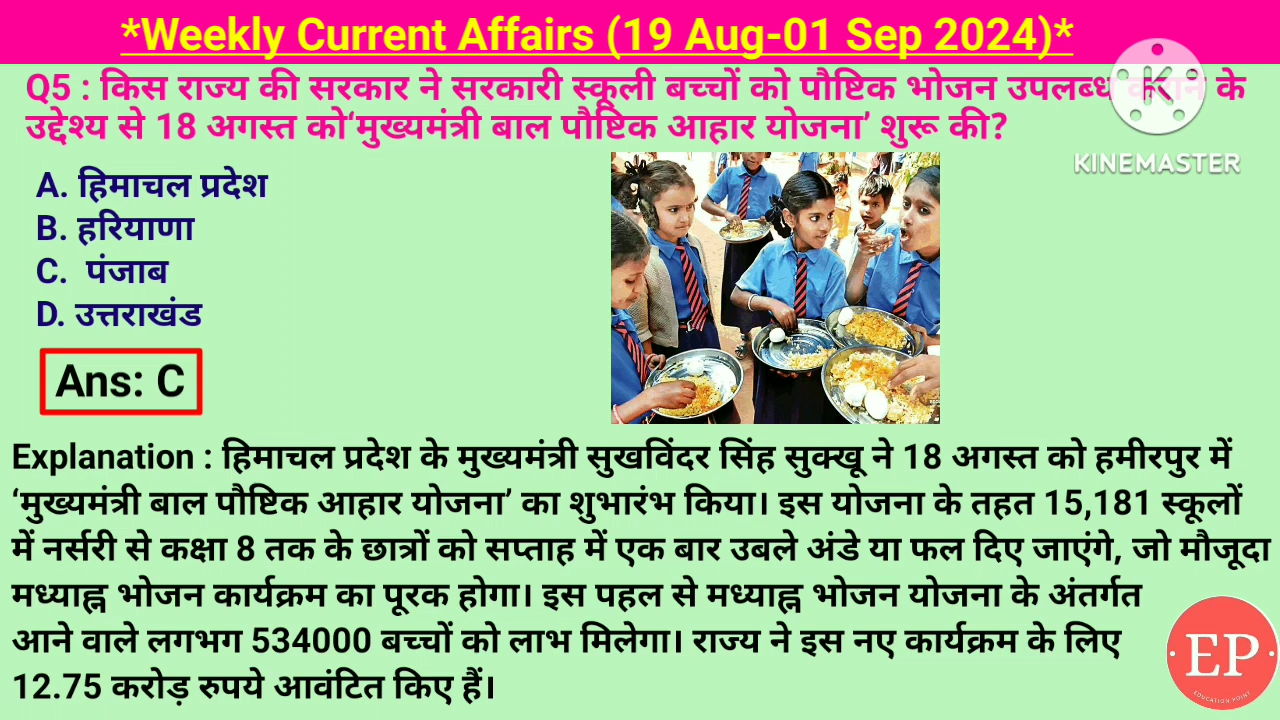 *Weekly Current Affairs (19 Aug-01 Sep 2024)*
Q5 : किस राज्य की सरकार ने सरकारी स्कूली बच्चों को पौष्टिक भोजन उपलब्ध कराने के
उद्देश्य से 18 अगस्त को‘मुख्यमंत्री बाल पौष्टिक आहार योजना’ शुरू की?
K
KINEMASTER
A. हिमाचल प्रदेश
B. हरियाणा
C. पंजाब
D. उत्तराखंड
Ans: C
Explanation : हिमाचल प्रदेश के मुख्यमंत्री सुखविंदर सिंह सुक्खू ने 18 अगस्त को हमीरपुर में
‘मुख्यमंत्री बाल पौष्टिक आहार योजना’ का शुभारंभ किया। इस योजना के तहत 15,181 स्कूलों
में नर्सरी से कक्षा 8 तक के छात्रों को सप्ताह में एक बार उबले अंडे या फल दिए जाएंगे, जो मौजूदा
मध्याह्न भोजन कार्यक्रम का पूरक होगा। इस पहल से मध्याह्न भोजन योजना के अंतर्गत
आने वाले लगभग 534000 बच्चों को लाभ मिलेगा। राज्य ने इस नए कार्यक्रम के लिए
12.75 करोड़ रुपये आवंटित किए हैं।
EP
EDUCATION POINT